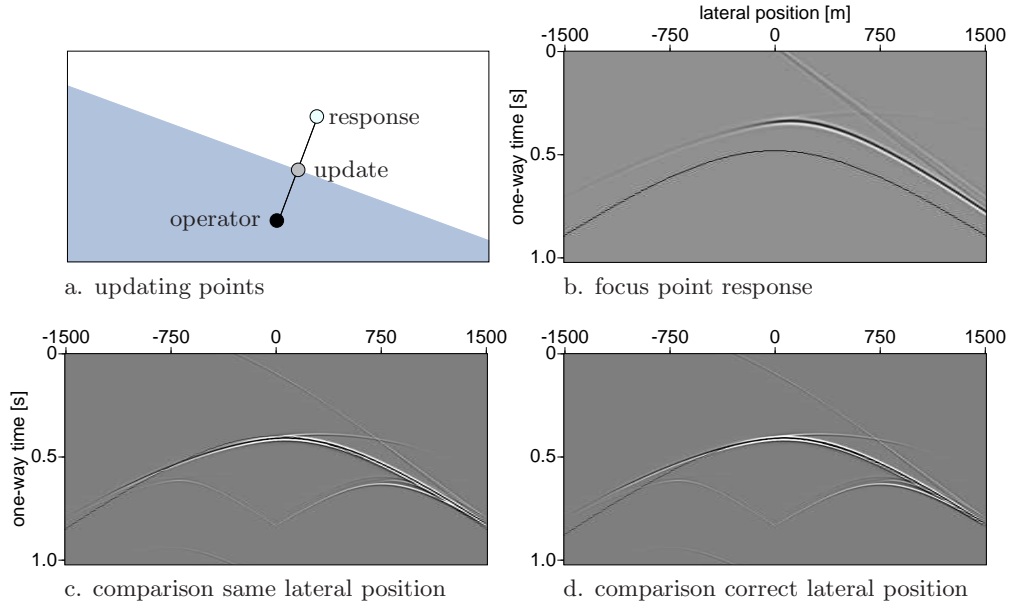 response
update
operator
a. updating points
lateral position [m]
-1500 -750 0 750 1500
0
0.5
1.0
one-way time [s]
b. focus point response
-1500 -750 0 750 1500
0
0.5
1.0
one-way time [s]
c. comparison same lateral position
-1500 -750 0 750 1500
0
0.5
1.0
d. comparison correct lateral position